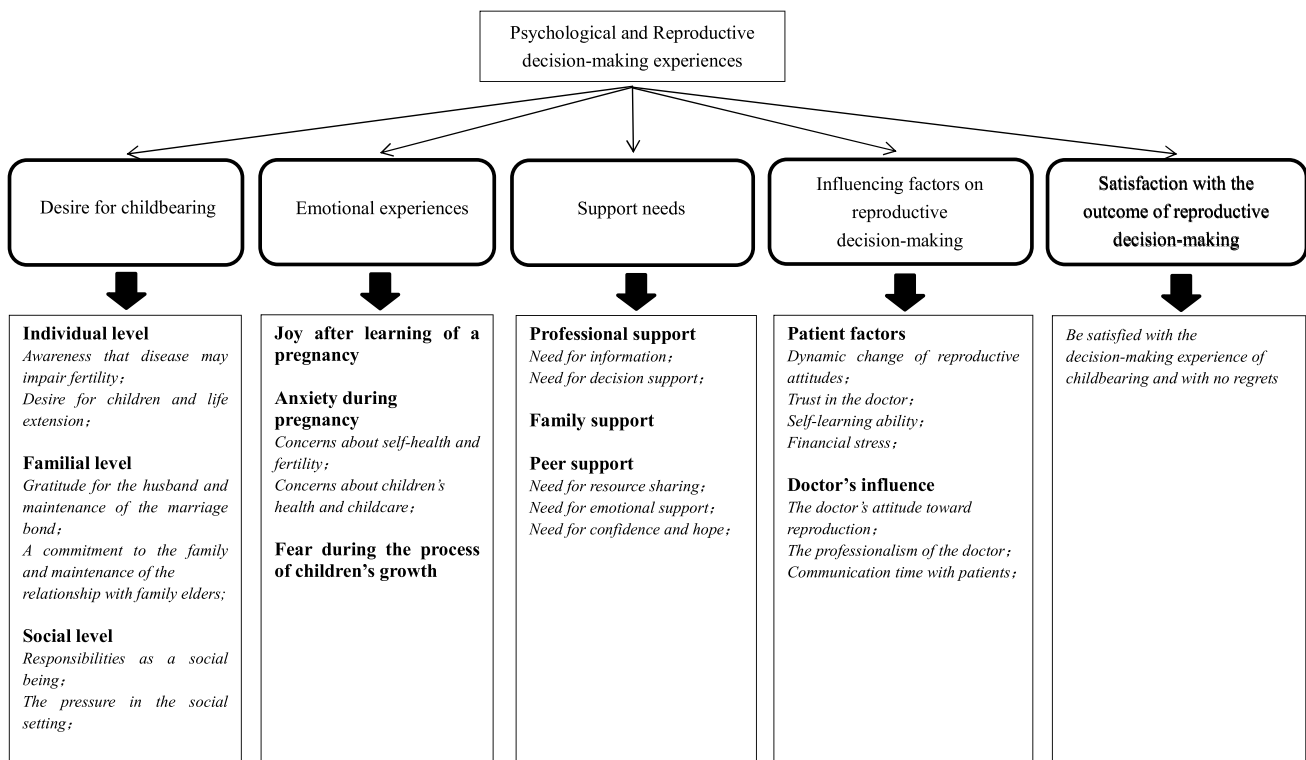 Psychological and Reproductive
decision-making experiences
Desire for childbearing
Emotional experiences
Support needs
Influencing factors on
reproductive
decision-making
Satisfaction with the
outcome of reproductive
decision-making
Individual level
Awareness that disease may
impair fertility;
Desire for children and life
extension;
Familial level
Gratitude for the husband and
maintenance of the marriage
bond;
A commitment to the family
and maintenance of the
relationship with family elders;
Social level
Responsibilities as a social
being;
The pressure in the social
setting;
Joy after learning of a
pregnancy
Anxiety during
pregnancy
Concerns about self-health and
fertility;
Concerns about children's
health and childcare;
Fear during the process
of children's growth
Professional support
Need for information;
Need for decision support;
Family support
Peer support
Need for resource sharing;
Need for emotional support;
Need for confidence and hope;
Patient factors
Dynamic change of reproductive
attitudes;
Trust in the doctor;
Self-learning ability;
Financial stress;
Doctor's influence
The doctor's attitude toward
reproduction;
The professionalism of the doctor;
Communication time with patients;
Be satisfied with the
decision-making experience of
childbearing and with no regrets